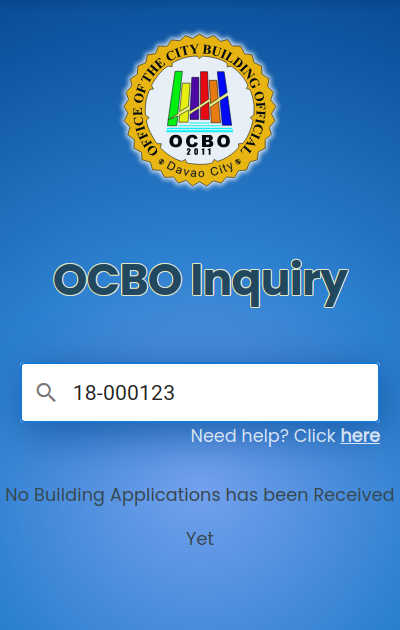 OFFICE OF THE CITY BUILDING OFFICIAL
OCBO
2011
Davao City
OCBO Inquiry
18-000123
Need help? Click here
No Building Applications has been Received
Yet